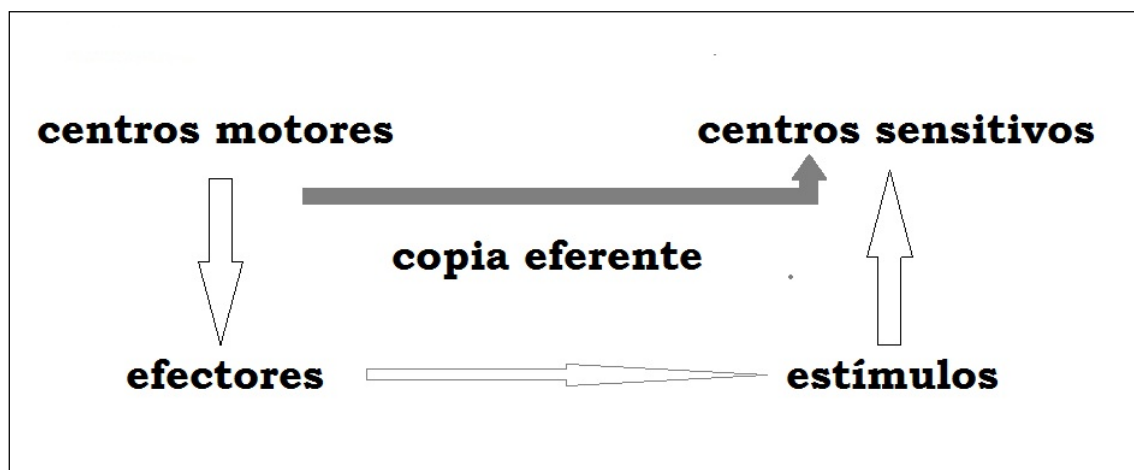 centros motores
centros sensitivos
copia eferente
efectores
estímulos